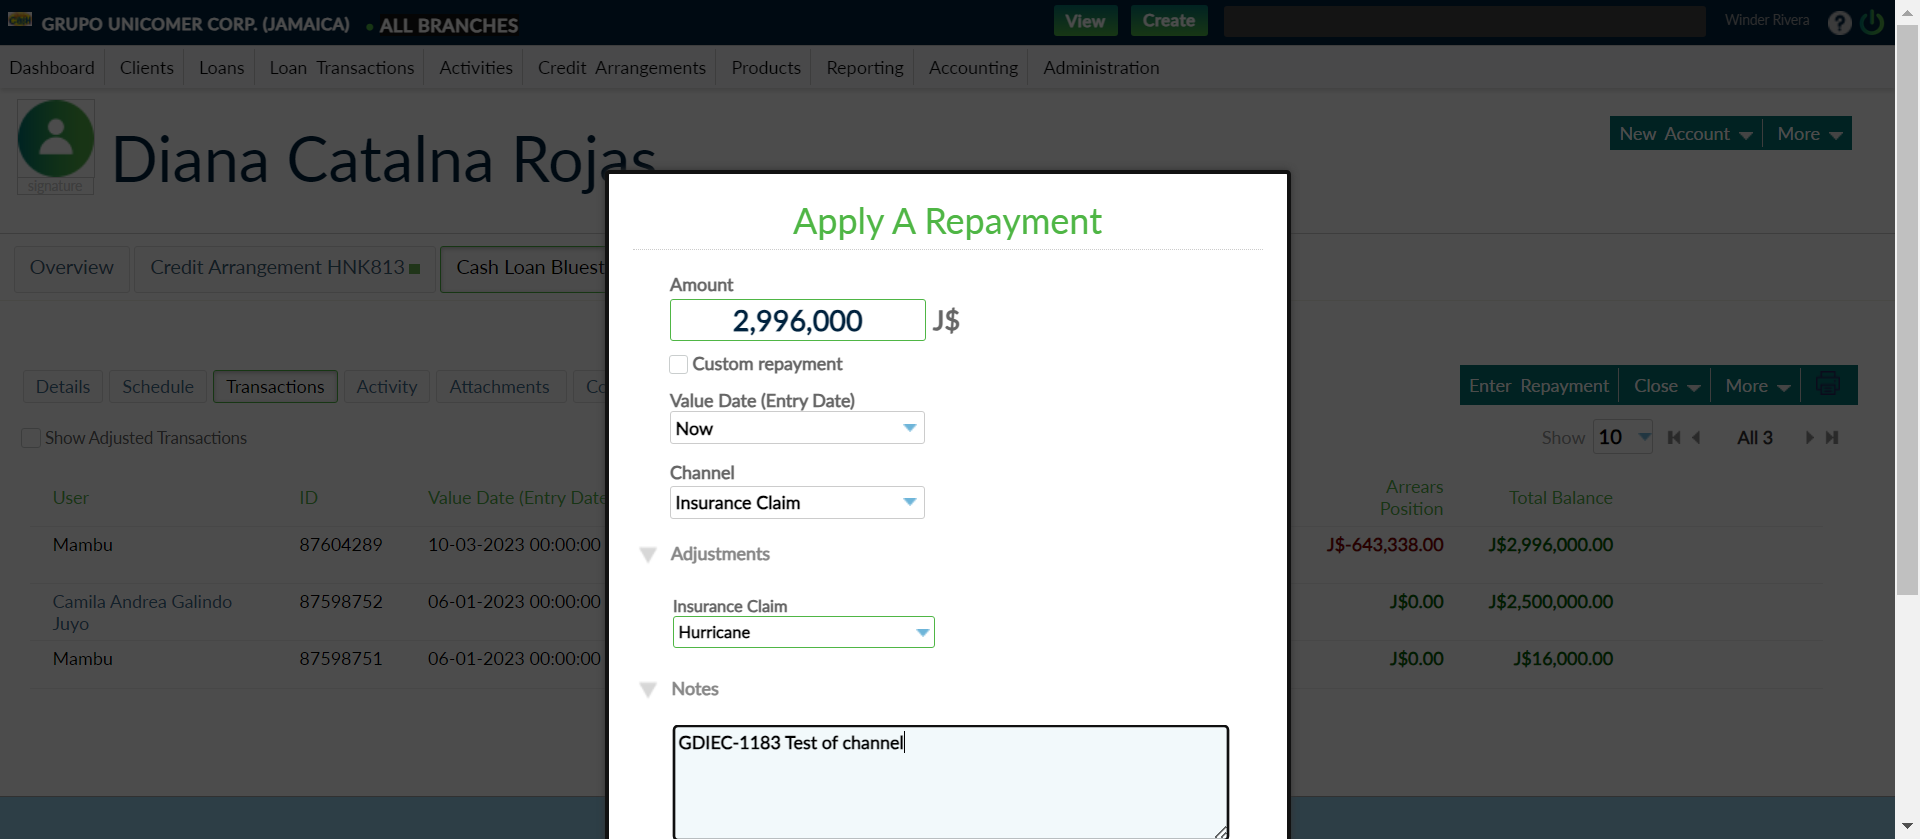 GRUPO UNICOMER CORP. (JAMAICA) • ALL BRANCHES View Create Winder Rivera ?
Dashboard Clients Loans Loan Transactions Activities Credit Arrangements Products Reporting Accounting Administration
signature
Diana Catalna Rojas
New Account More
Apply A Repayment
Overview Credit Arrangement HNK813 Cash Loan Bluest
Amount
2,996,000 J$
Custom repayment
Value Date (Entry Date)
Now
Details Schedule Transactions Activity Attachments Co
Enter Repayment Close More
Show Adjusted Transactions
Show 10 All 3
Channel
Insurance Claim
User ID Value Date (Entry Date Arrears Position Total Balance
Mambu 87604289 10-03-2023 00:00:00 J$-643,338.00 J$2,996,000.00
Camila Andrea Galindo Juyo 87598752 06-01-2023 00:00:00 J$0.00 J$2,500,000.00
Mambu 87598751 06-01-2023 00:00:00 J$0.00 J$16,000.00
Adjustments
Insurance Claim
Hurricane
Notes
GDIEC-1183 Test of channel